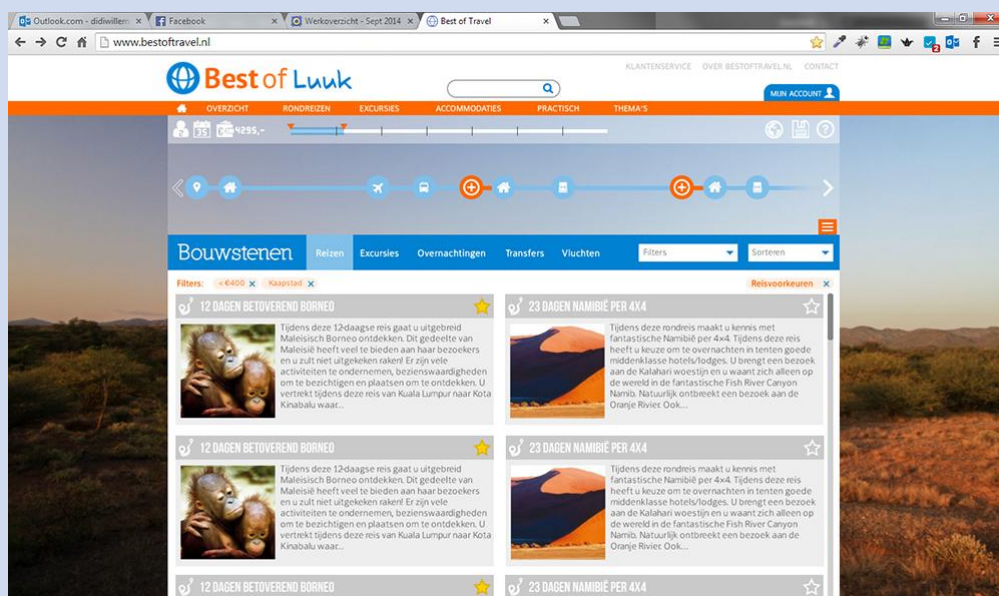 Outlook.com - didiwillem
Facebook
Werkoverzicht - Sept 2014
Best of Travel
www.bestoftravel.nl
KLANTENSERVICE OVER BESTOFTRAVEL.NL CONTACT
Best of Luuk
MIJN ACCOUNT
OVERZICHT RONDREIZEN EXCURSIES ACCOMMODATIES PRACTISCH THEMA'S
35 4295,-
Bouwstenen Reizen Excursies Overnachtingen Transfers Vluchten Filters Sorteren
Filters: <€400 x Kaapstad x Reisvoorkeuren x
12 DAGEN BETOVEREND BORNEO
Tijdens deze 12-daagse reis gaat u uitgebreid
Maleisisch Borneo ontdekken. Dit gedeelte van
Maleisië heeft veel te bieden aan haar bezoekers
en u zult niet uitgekeken raken! Er zijn vele
activiteiten te ondernemen, bezienswaardigheden
om te bezichtigen en plaatsen om te ontdekken. U
vertrekt tijdens deze reis van Kuala Lumpur naar Kota
Kinabalu waar...
23 DAGEN NAMIBIË PER 4X4
Tijdens deze rondreis maakt u kennis met
fantastische Namibië per 4×4. Tijdens deze reis
heeft u keuze om te overnachten in tenten goede
middenklasse hotels/lodges. U brengt een bezoek
aan de Kalahari woestijn en u waant zich alleen op
de wereld in de fantastische Fish River Canyon
Namib. Natuurlijk ontbreekt een bezoek aan de
Oranje Rivier. Ook....
12 DAGEN BETOVEREND BORNEO
Tijdens deze 12-daagse reis gaat u uitgebreid
Maleisisch Borneo ontdekken. Dit gedeelte van
Maleisië heeft veel te bieden aan haar bezoekers
en u zult niet uitgekeken raken! Er zijn vele
activiteiten te ondernemen, bezienswaardigheden
om te bezichtigen en plaatsen om te ontdekken. U
vertrekt tijdens deze reis van Kuala Lumpur naar Kota
Kinabalu waar...
23 DAGEN NAMIBIË PER 4X4
Tijdens deze rondreis maakt u kennis met
fantastische Namibië per 4×4. Tijdens deze reis
heeft u keuze om te overnachten in tenten goede
middenklasse hotels/lodges. U brengt een bezoek
aan de Kalahari woestijn en u waant zich alleen op
de wereld in de fantastische Fish River Canyon
Namib. Natuurlijk ontbreekt een bezoek aan de
Oranje Rivier. Ook....
12 DAGEN BETOVEREND BORNEO
23 DAGEN NAMIBIË PER 4X4